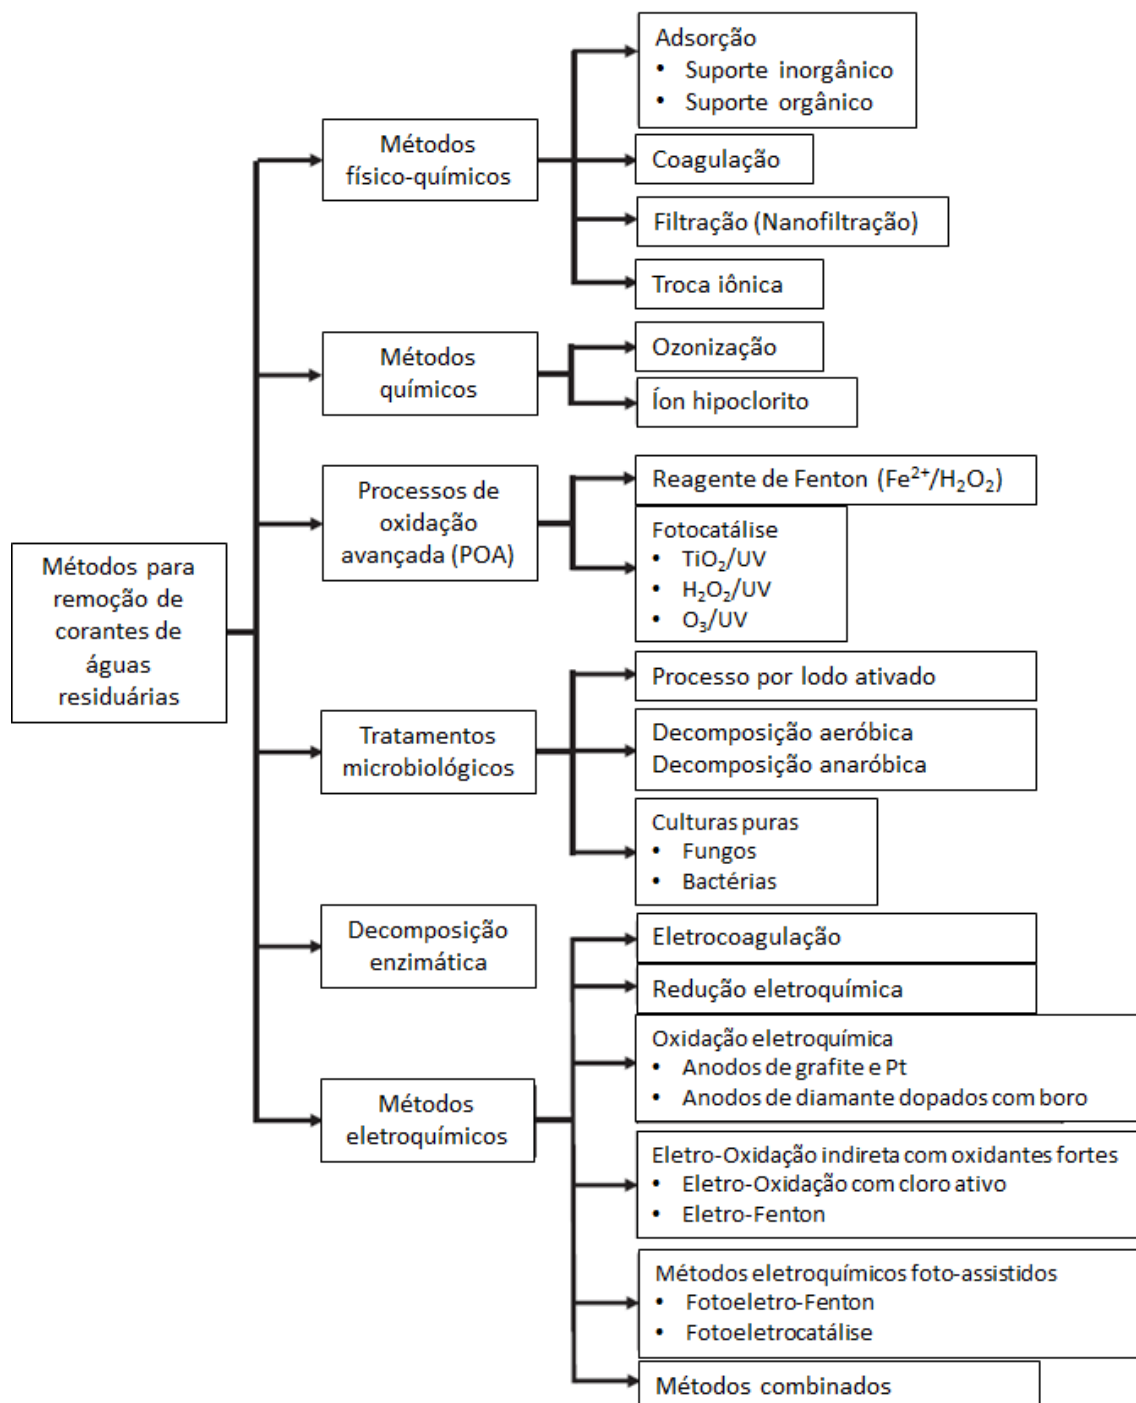 Métodos para
remoção de
corantes de
águas
residuárias
Métodos
físico-químicos
Adsorção
• Suporte inorgânico
• Suporte orgânico
Coagulação
Filtração (Nanofiltração)
Troca iônica
Métodos
químicos
Ozonização
Íon hipoclorito
Processos de
oxidação
avançada (POA)
Reagente de Fenton (Fe²⁺/H₂O₂)
Fotocatálise
• TiO₂/UV
• H₂O₂/UV
• O₃/UV
Tratamentos
microbiológicos
Processo por lodo ativado
Decomposição aeróbica
Decomposição anaróbica
Culturas puras
• Fungos
• Bactérias
Decomposição
enzimática
Métodos
eletroquímicos
Eletrocoagulação
Redução eletroquímica
Oxidação eletroquímica
• Anodos de grafite e Pt
• Anodos de diamante dopados com boro
Eletro-Oxidação indireta com oxidantes fortes
• Eletro-Oxidação com cloro ativo
• Eletro-Fenton
Métodos eletroquímicos foto-assistidos
• Fotoeletro-Fenton
• Fotoeletrocatálise
Métodos combinados